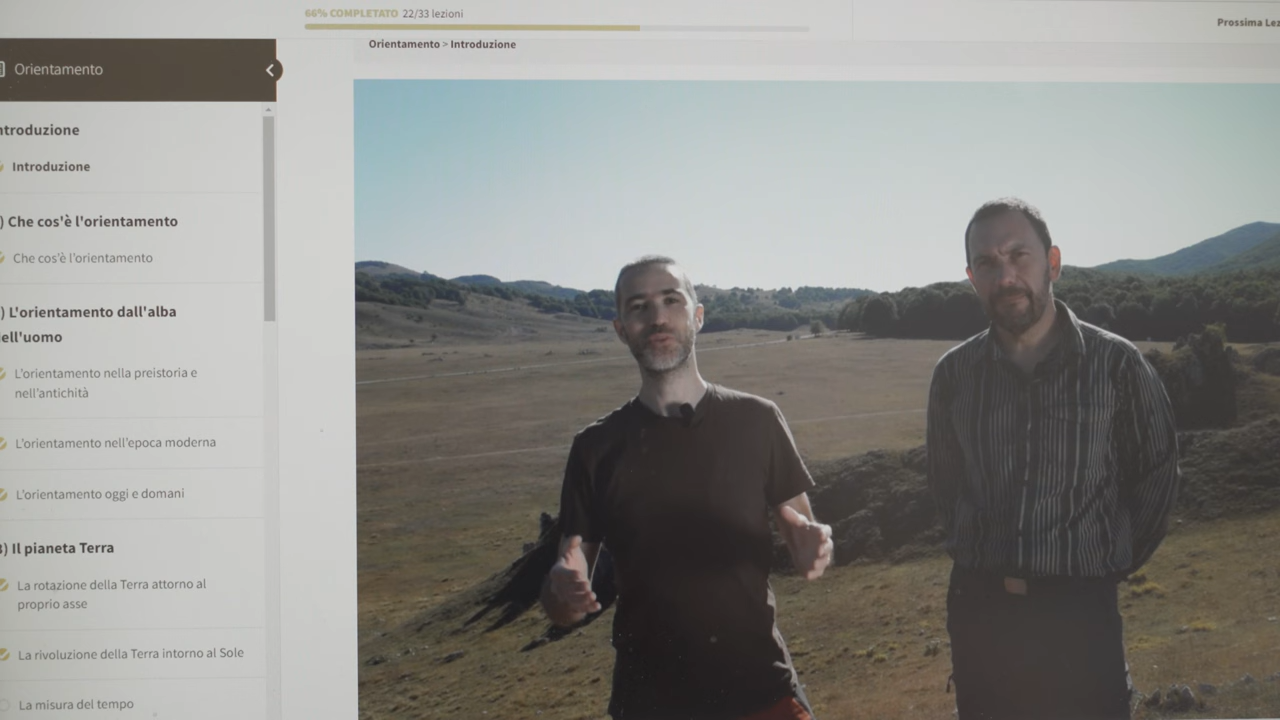 66% COMPLETATO 22/33 lezioni
Prossima Lez
Orientamento > Introduzione
Orientamento
ntroduzione
Introduzione
) Che cos'è l'orientamento
Che cos'è l'orientamento
) L'orientamento dall'alba
ell'uomo
L'orientamento nella preistoria e
nell'antichità
L'orientamento nell'epoca moderna
L'orientamento oggi e domani
3) Il pianeta Terra
La rotazione della Terra attorno al
proprio asse
La rivoluzione della Terra intorno al Sole
La misura del tempo